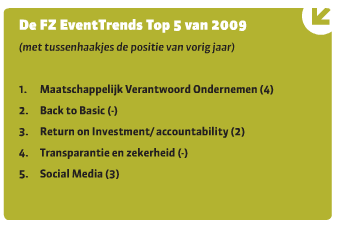 De FZ EventTrends Top 5 van 2009
(met tussenhaakjes de positie van vorig jaar)
1. Maatschappelijk Verantwoord Ondernemen (4)
2. Back to Basic (-)
3. Return on Investment/ accountability (2)
4. Transparantie en zekerheid (-)
5. Social Media (3)